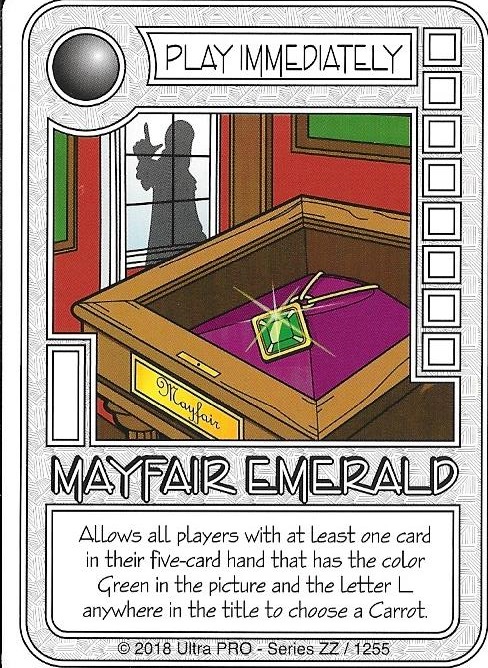 PLAY IMMEDIATELY
Mayfair
MAYFAIR EMERALD
Allows all players with at least one card
in their five-card hand that has the color
Green in the picture and the letter L
anywhere in the title to choose a Carrot.
© 2018 Ultra PRO - Series ZZ / 1255